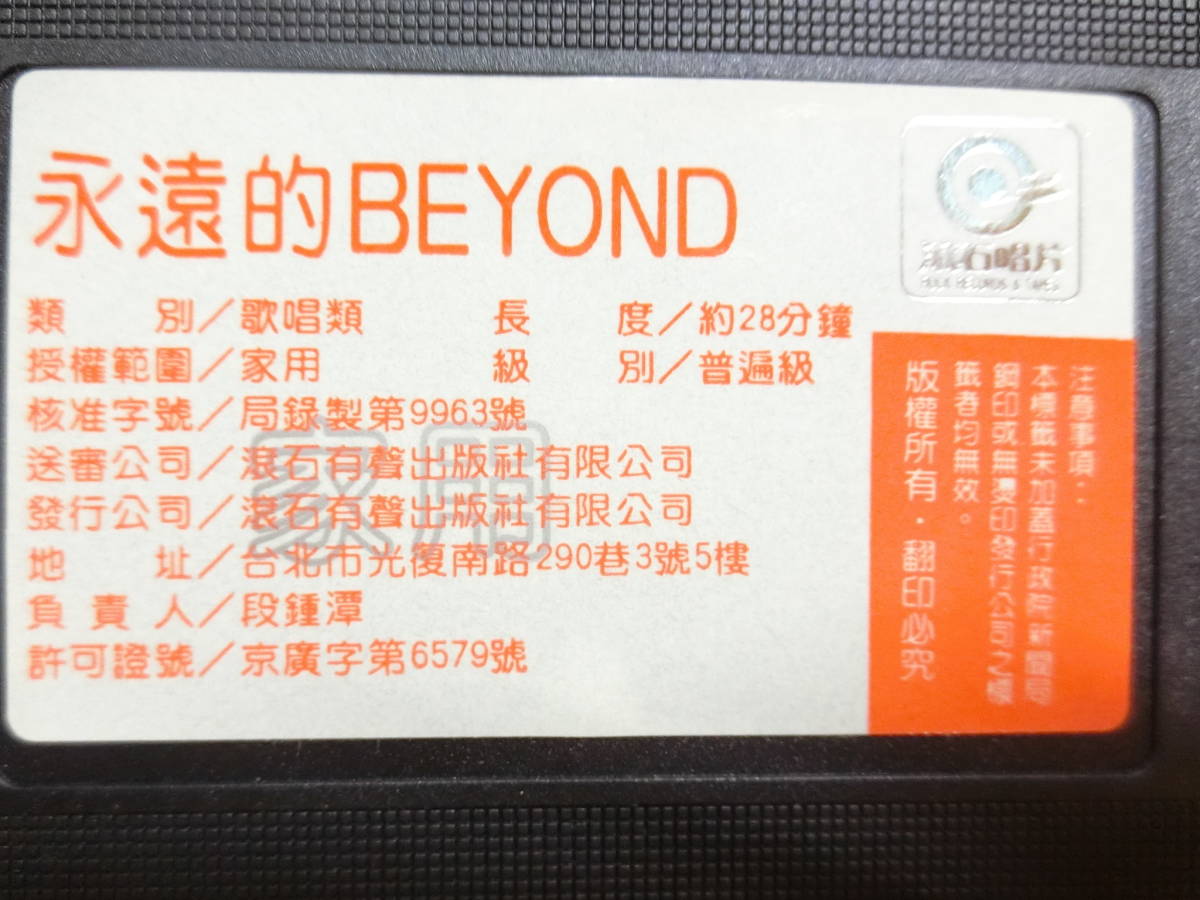 永遠的BEYOND
類 別／歌唱類 長 度／約28分鐘
授權範圍／家用 級 別／普遍級
核准字號／局錄製第9963號
送審公司／滾石有聲出版社有限公司
發行公司／滾石有聲出版社有限公司
地 址／台北市光復南路290巷3號5樓
負 責 人／段鍾潭
許可證號／京廣字第6579號
家用
滾石唱片
ROCK RECORDS & TAPES
注意事項：
本標籤未加蓋行政院新聞局
鋼印或無燙印發行公司之標
籤者均無效。
版權所有．翻印必究